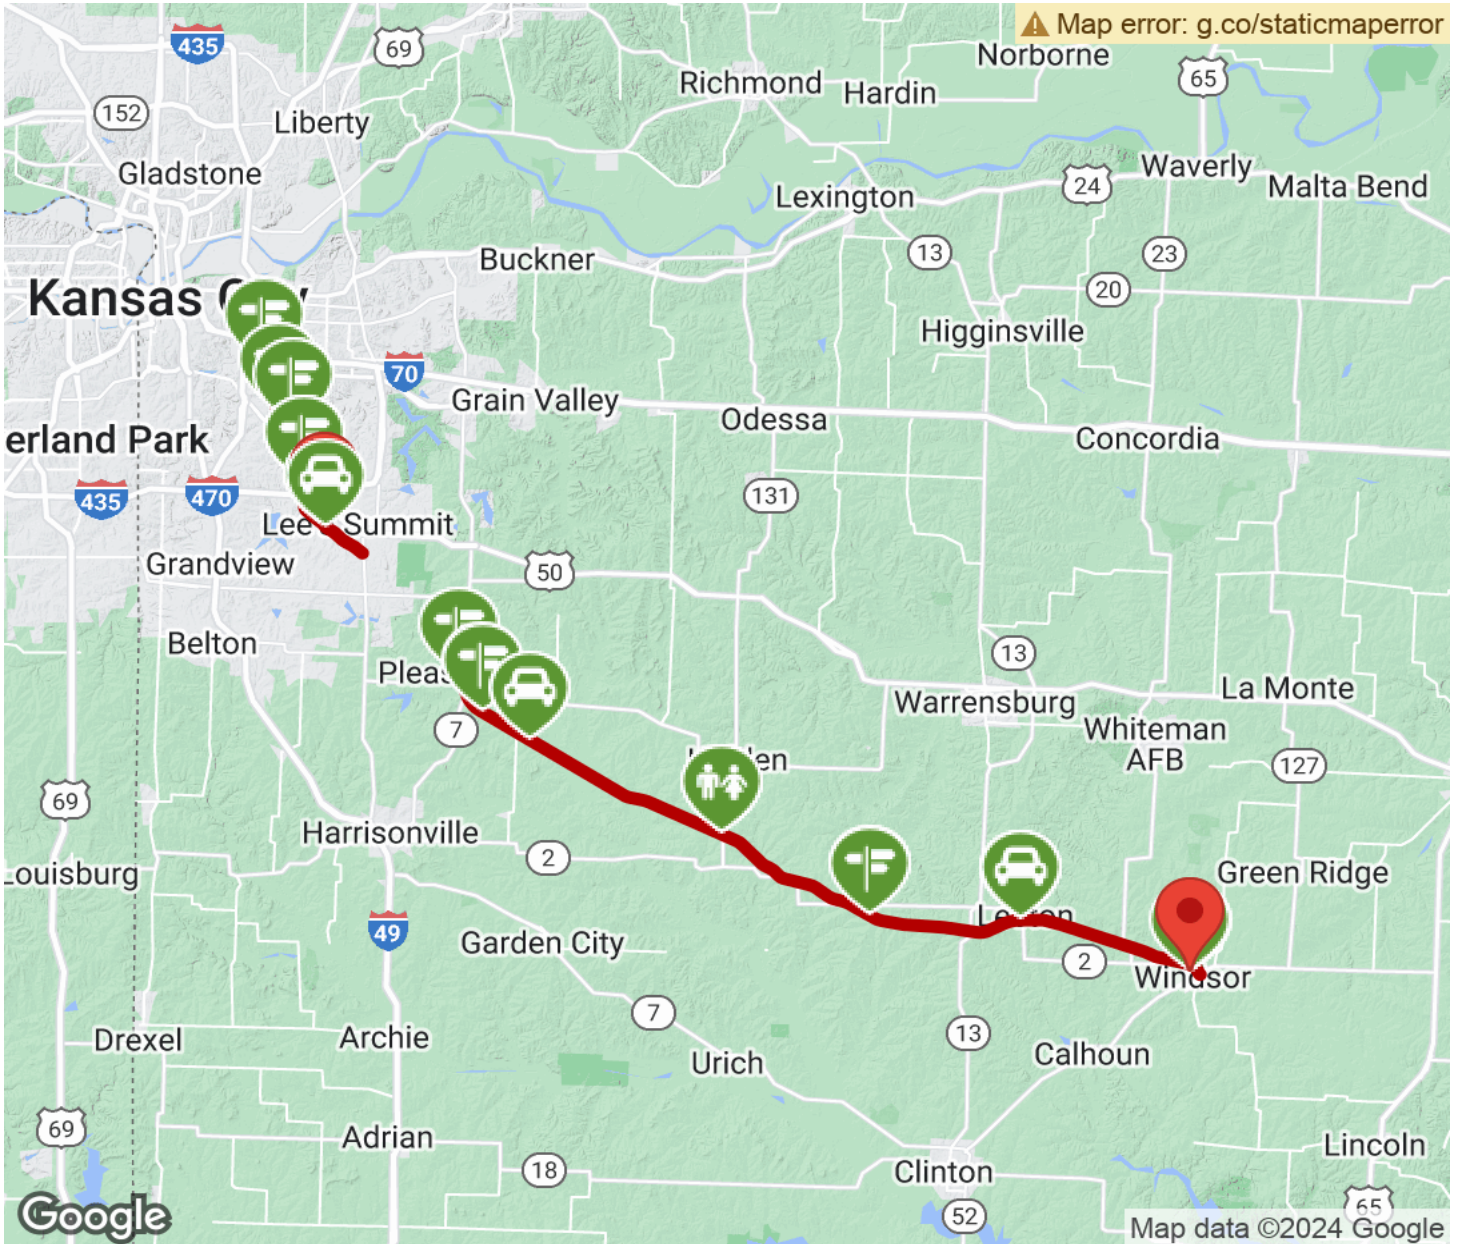 Map error: g.co/staticmaperror
435
69
Norborne
65
Richmond
Hardin
152
Liberty
Gladstone
24
Waverly
Malta Bend
Lexington
13
23
Buckner
20
Kansas
Higginsville
70
Grain Valley
Odessa
Concordia
erland Park
435
470
131
Lee
Summit
50
Grandview
Belton
13
Pleas
La Monte
7
Warrensburg
Whiteman
AFB
127
69
Harrisonville
2
Louisburg
Green Ridge
49
Garden City
2
Windsor
7
13
Drexel
Archie
Urich
Calhoun
69
Adrian
Lincoln
18
Clinton
65
52
Google
Map data ©2024 Google